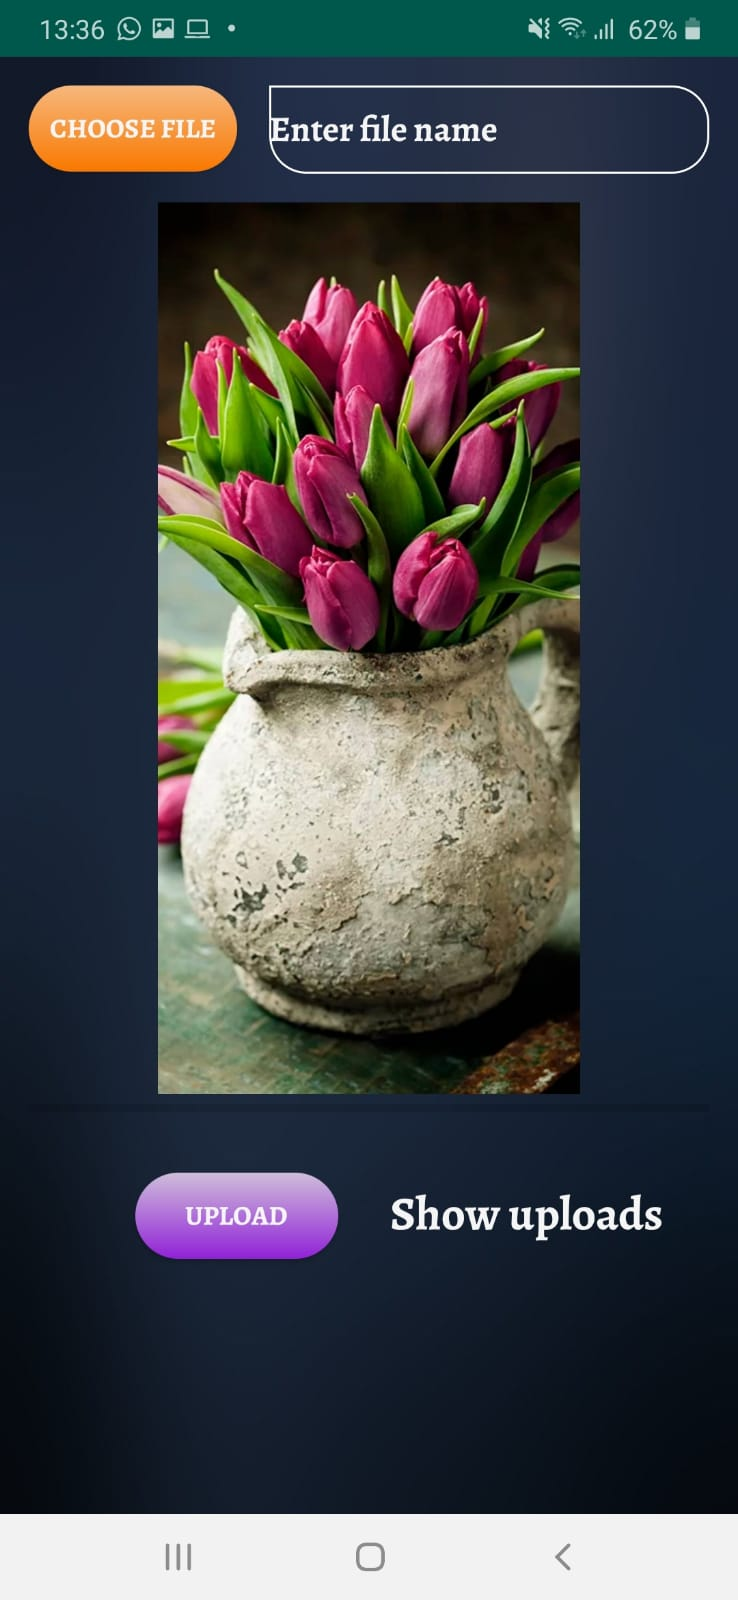 13:36
62%
CHOOSE FILE
Enter file name
UPLOAD
Show uploads